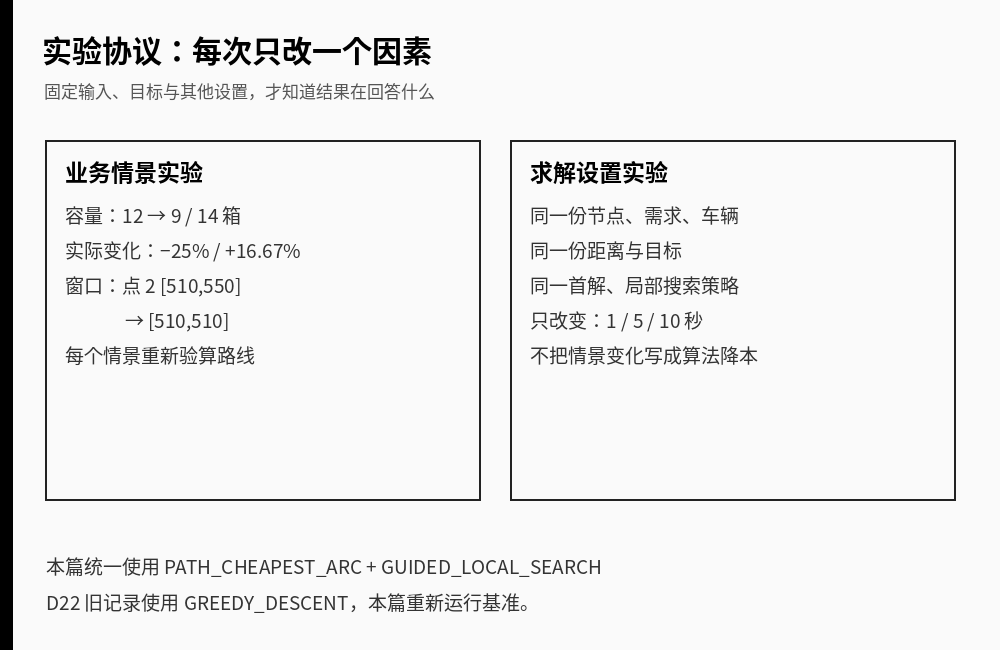 实验协议：每次只改一个因素
固定输入、目标与其他设置，才知道结果在回答什么
业务情景实验
容量：12 → 9 / 14 箱
实际变化：−25% / +16.67%
窗口：点 2 [510,550]
→ [510,510]
每个情景重新验算路线
求解设置实验
同一份节点、需求、车辆
同一份距离与目标
同一首解、局部搜索策略
只改变：1 / 5 / 10 秒
不把情景变化写成算法降本
本篇统一使用 PATH_CHEAPEST_ARC + GUIDED_LOCAL_SEARCH
D22 旧记录使用 GREEDY_DESCENT，本篇重新运行基准。